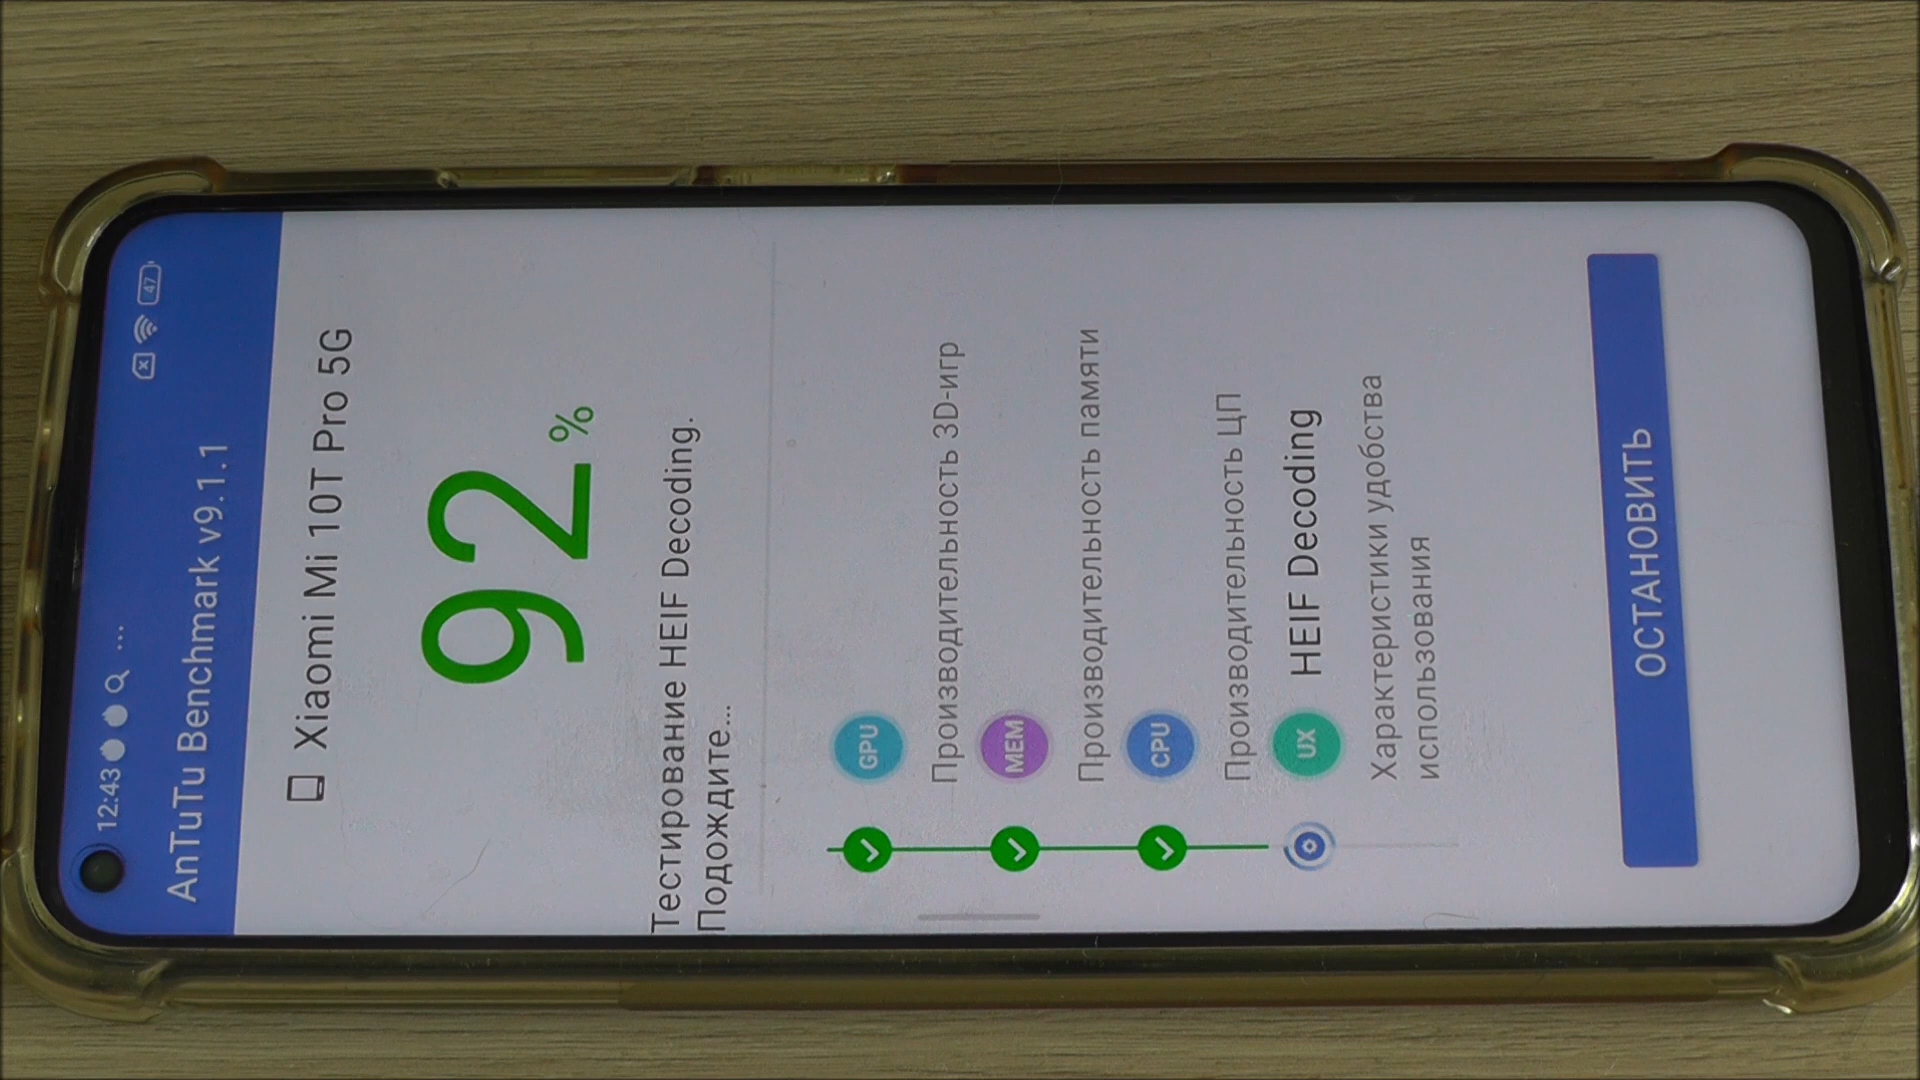 12:43 ...
47
AnTuTu Benchmark v9.1.1
Xiaomi Mi 10T Pro 5G
92%
Тестирование HEIF Decoding.
Подождите...
GPU
Производительность 3D-игр
MEM
Производительность памяти
CPU
Производительность ЦП
UX HEIF Decoding
Характеристики удобства
использования
ОСТАНОВИТЬ